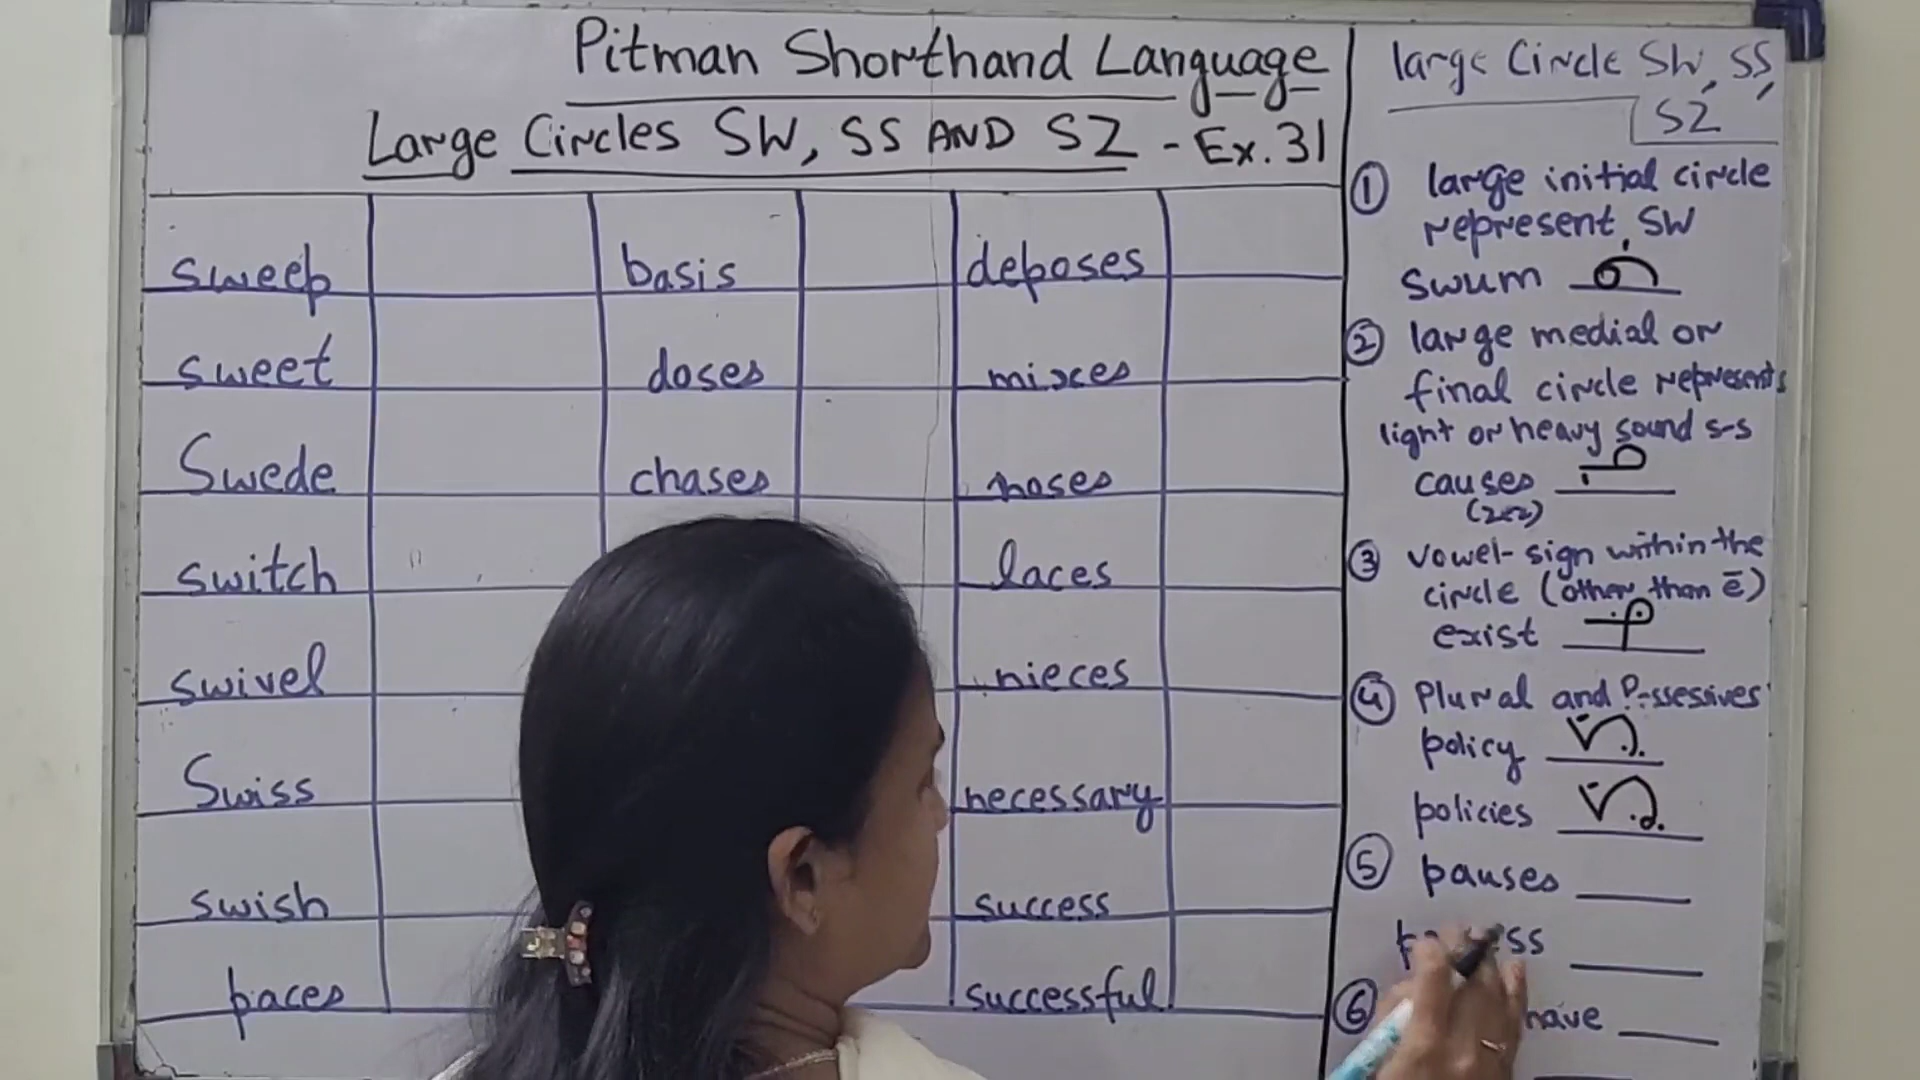 Pitman Shorthand Language
Large Circles SW, SS AND SZ - Ex.31
sweep basis deposes
sweet doses mixes
Swede chases noses
switch laces
swivel nieces
Swiss necessary
swish success
paces successful
large Circle SW, SS,
SZ
① large initial circle
represent SW
swum
② large medial or
final circle represents
light or heavy sound s-s
causes
③ vowel-sign within the
circle (other than ē)
exist
④ Plural and Possessives
policy
policies
⑤ pauses
⑥ have